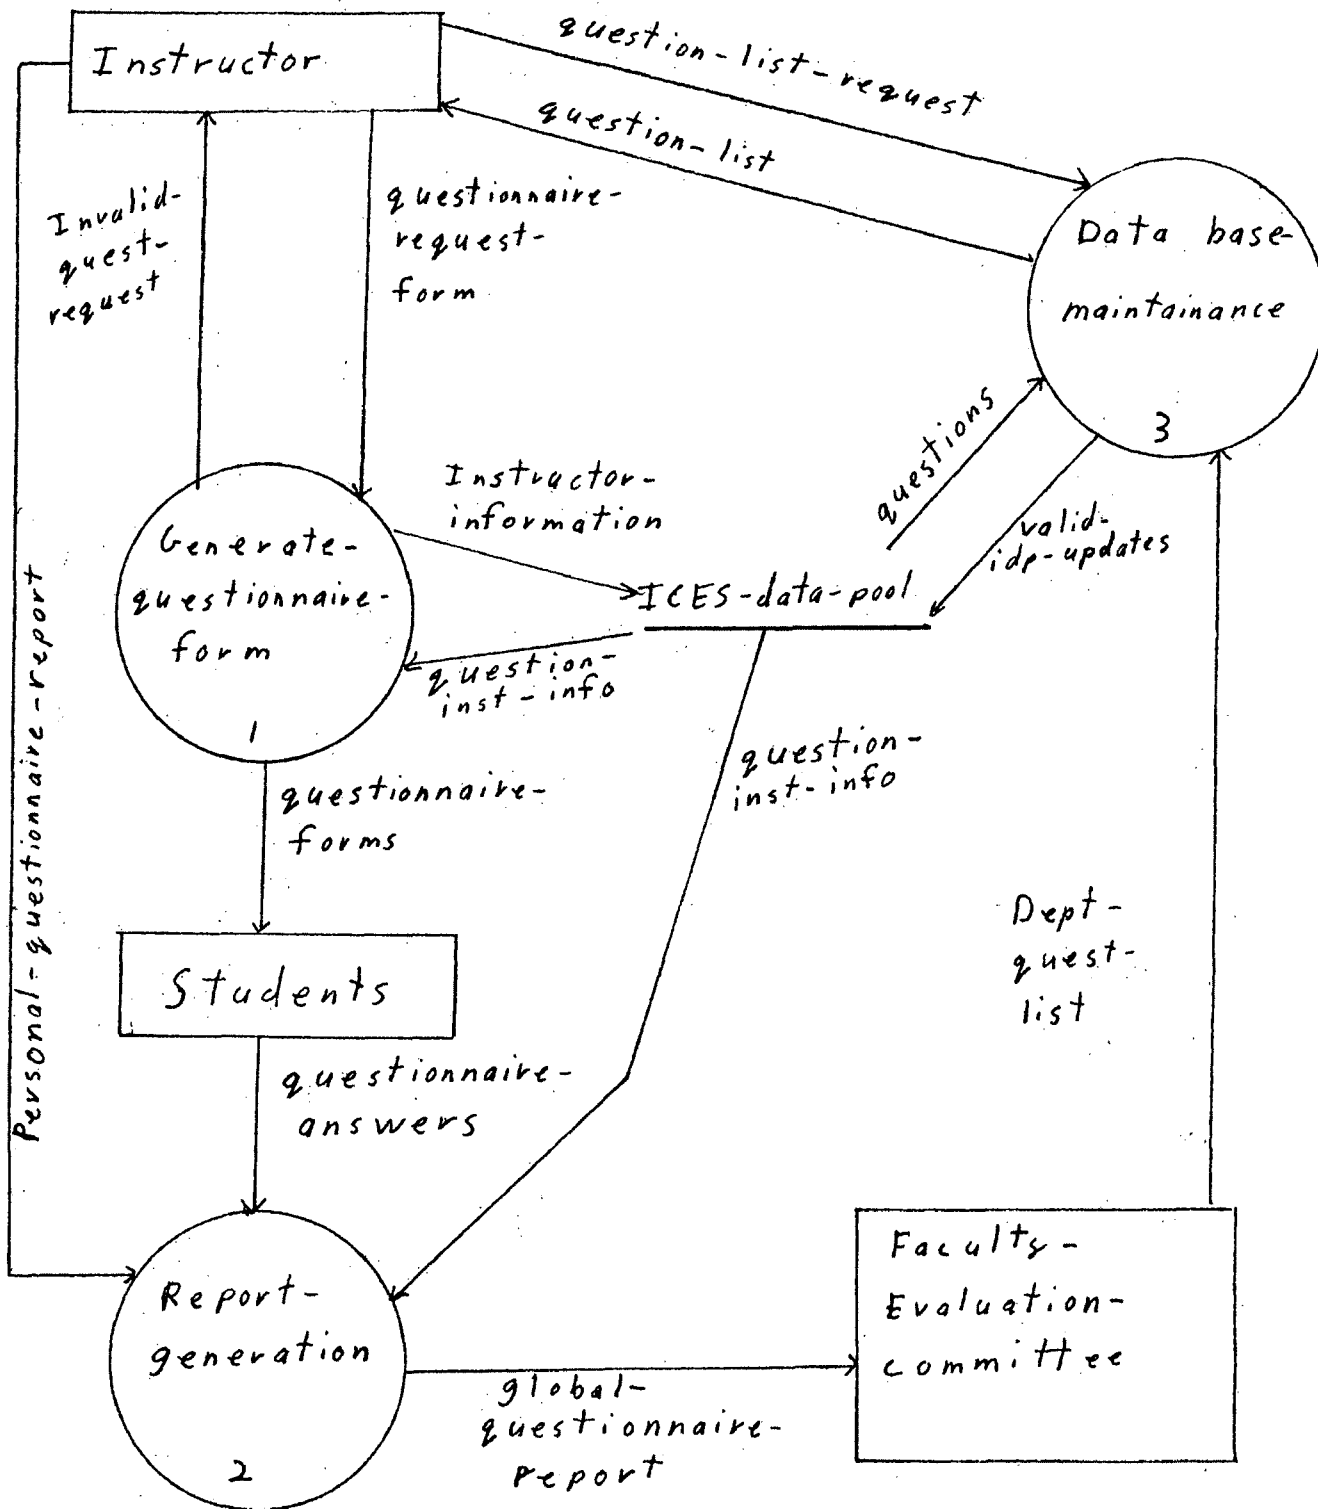 Instructor
question-list-request
question-list
Invalid-
quest-
request
questionnaire-
request-
form
Data base-
maintainance
3
questions
valid-
idp-updates
Instructor-
information
ICES-data-pool
Generate-
questionnaire-
form
1
question-
inst-info
question-
inst-info
Personal-questionnaire-report
questionnaire-
forms
Students
questionnaire-
answers
Dept-
quest-
list
Report-
generation
2
global-
questionnaire-
report
Faculty-
Evaluation-
committee